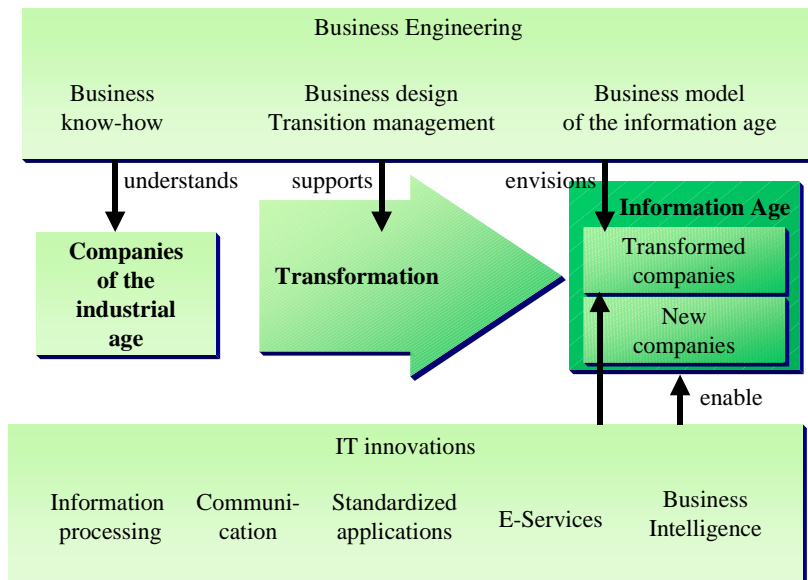 Business Engineering
Business
know-how
Business design
Transition management
Business model
of the information age
understands
supports
envisions
Companies
of the
industrial
age
Transformation
Information Age
Transformed
companies
New
companies
enable
IT innovations
Information
processing
Communi-
cation
Standardized
applications
E-Services
Business
Intelligence